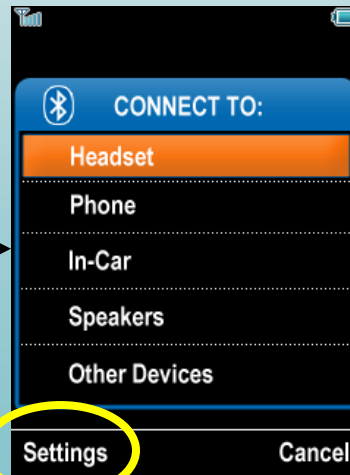 CONNECT TO:
Headset
Phone
In-Car
Speakers
Other Devices
Settings Cancel